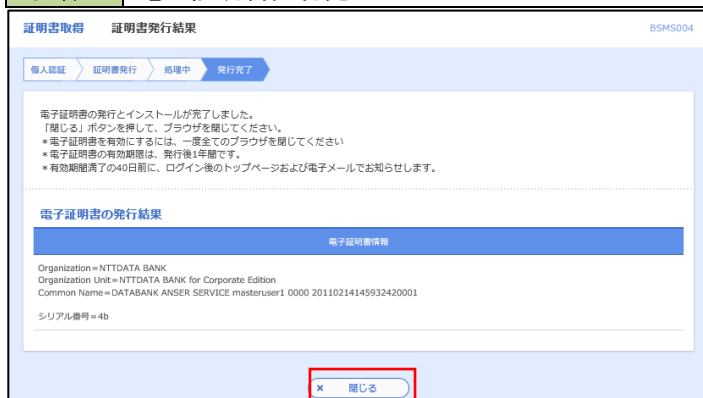 証明書取得 証明書発行結果 BSMS004
個人認証 証明書発行 処理中 発行完了
電子証明書の発行とインストールが完了しました。
「閉じる」ボタンを押して、ブラウザを閉じてください。
*電子証明書を有効にするには、一度全てのブラウザを閉じてください
*電子証明書の有効期限は、発行後1年間です。
*有効期間満了の40日前に、ログイン後のトップページおよび電子メールでお知らせします。
電子証明書の発行結果
電子証明書情報
Organization=NTTDATA BANK
Organization Unit=NTTDATA BANK for Corporate Edition
Common Name=DATABANK ANSER SERVICE masteruser1 0000 20110214145932420001
シリアル番号=4b
× 閉じる